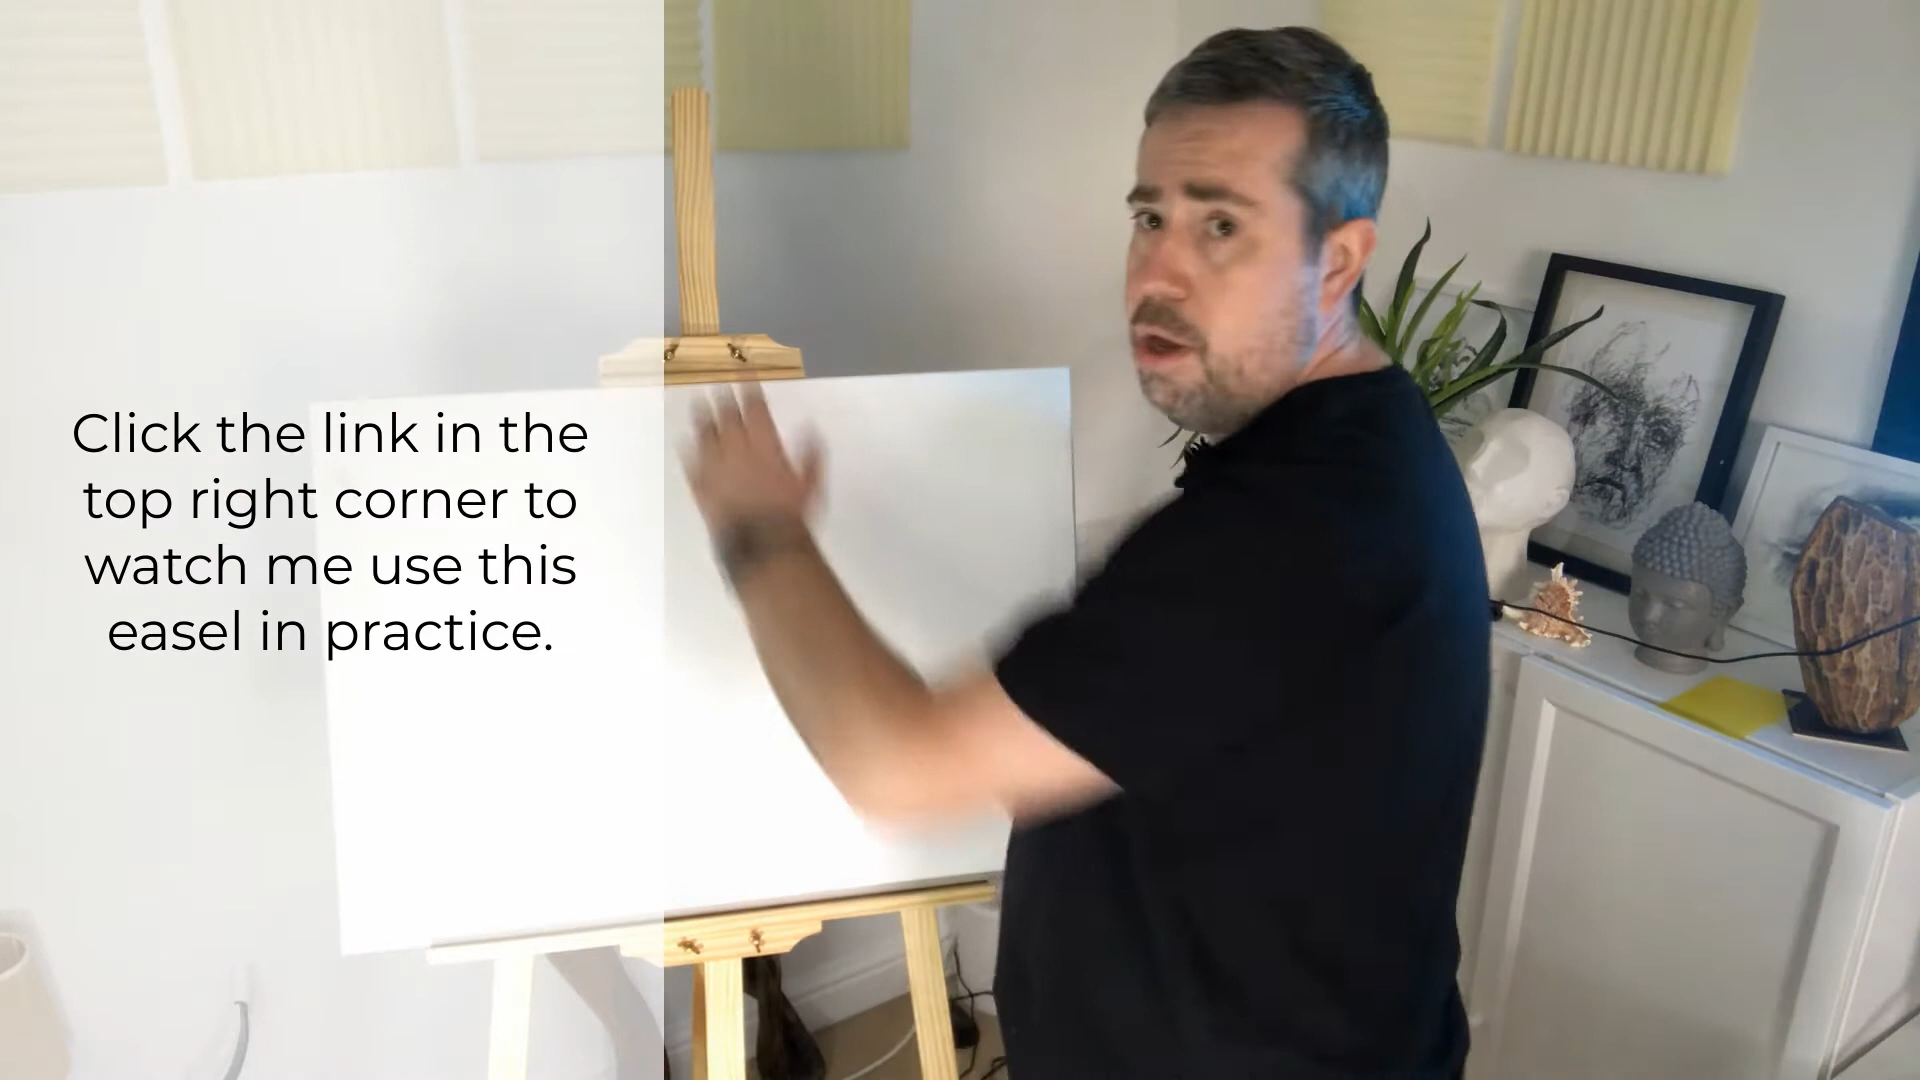 Click the link in the
top right corner to
watch me use this
easel in practice.